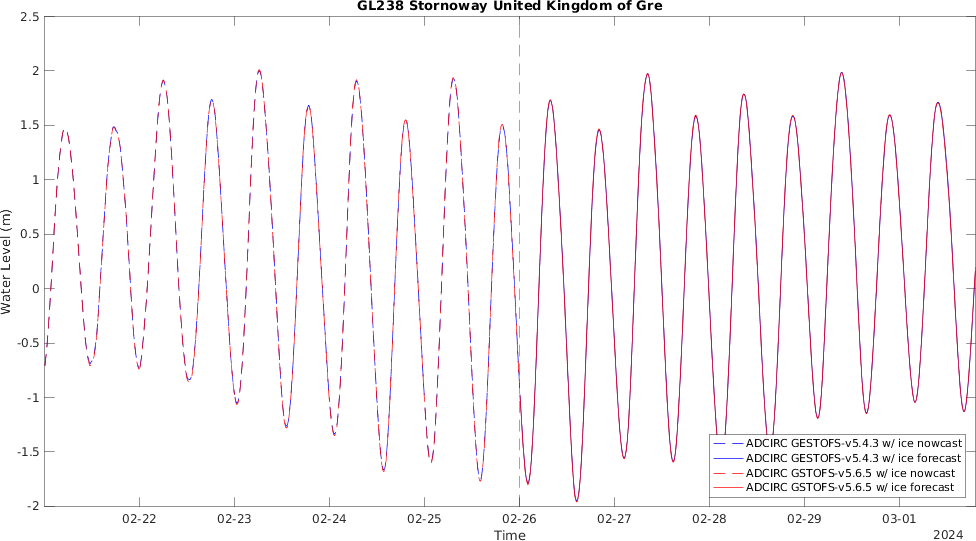 GL238 Stornoway United Kingdom of Gre
2.5
2
1.5
1
0.5
0
-0.5
-1
-1.5
-2
Water Level (m)
ADCIRC GESTOFS-v5.4.3 w/ ice nowcast
ADCIRC GESTOFS-v5.4.3 w/ ice forecast
ADCIRC GSTOFS-v5.6.5 w/ ice nowcast
ADCIRC GSTOFS-v5.6.5 w/ ice forecast
02-22 02-23 02-24 02-25 02-26 02-27 02-28 02-29 03-01
Time
2024